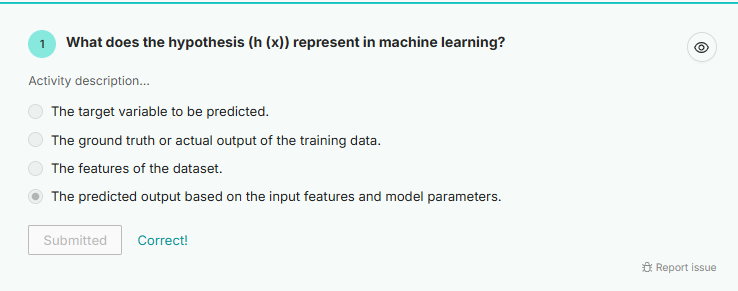 1 What does the hypothesis (h (x)) represent in machine learning?
Activity description...
The target variable to be predicted.
The ground truth or actual output of the training data.
The features of the dataset.
The predicted output based on the input features and model parameters.
Submitted Correct!
Report issue